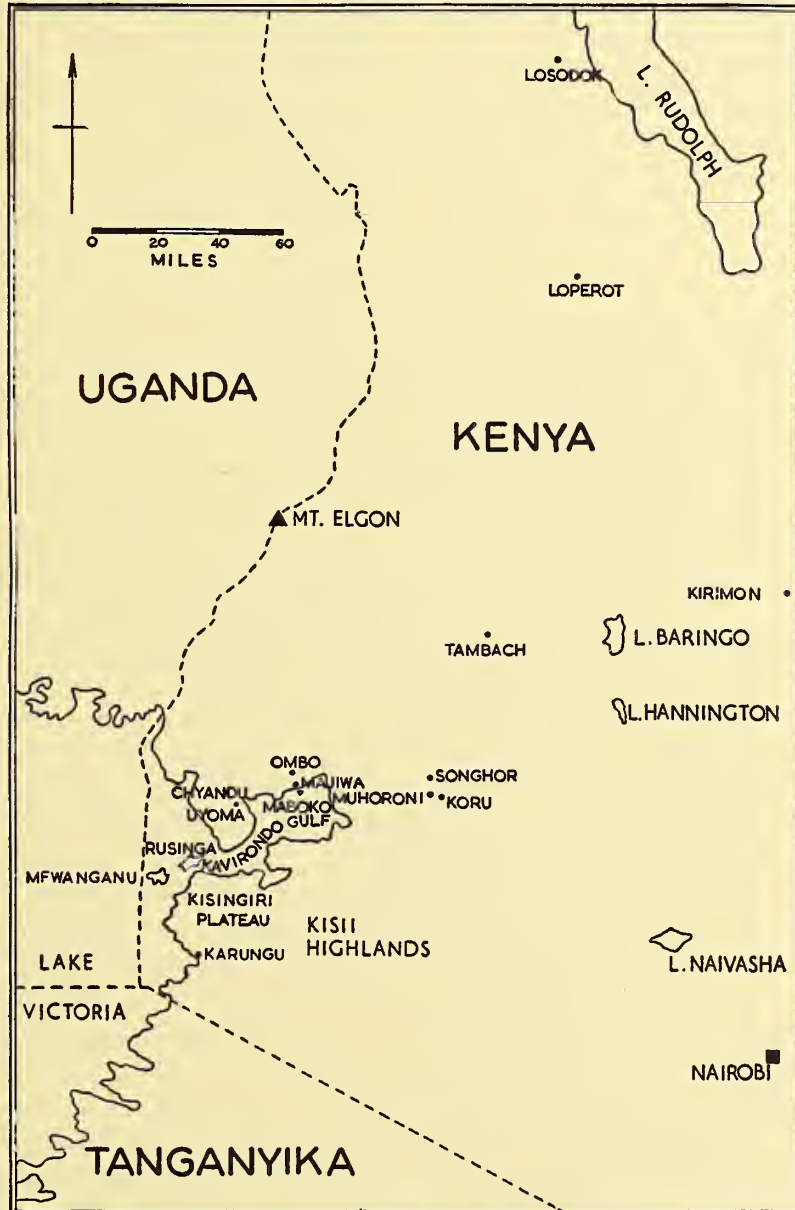 LOSODOK
L. RUDOLPH
0 20 40 60
MILES
LOPEROT
UGANDA
KENYA
MT. ELGON
KIRIMON
L. BARINGO
TAMBACH
L. HANNINGTON
OMBO
SONGHOR
MAJIWA
CHYANDU
MUHORONI
KORU
MABOKO
UYOMA
GULF
RUSINGA
KAVIRONDO
MFWANGANU
KISINGIRI
PLATEAU
KISII
HIGHLANDS
KARUNGU
LAKE
L. NAIVASHA
VICTORIA
NAIROBI
TANGANYIKA